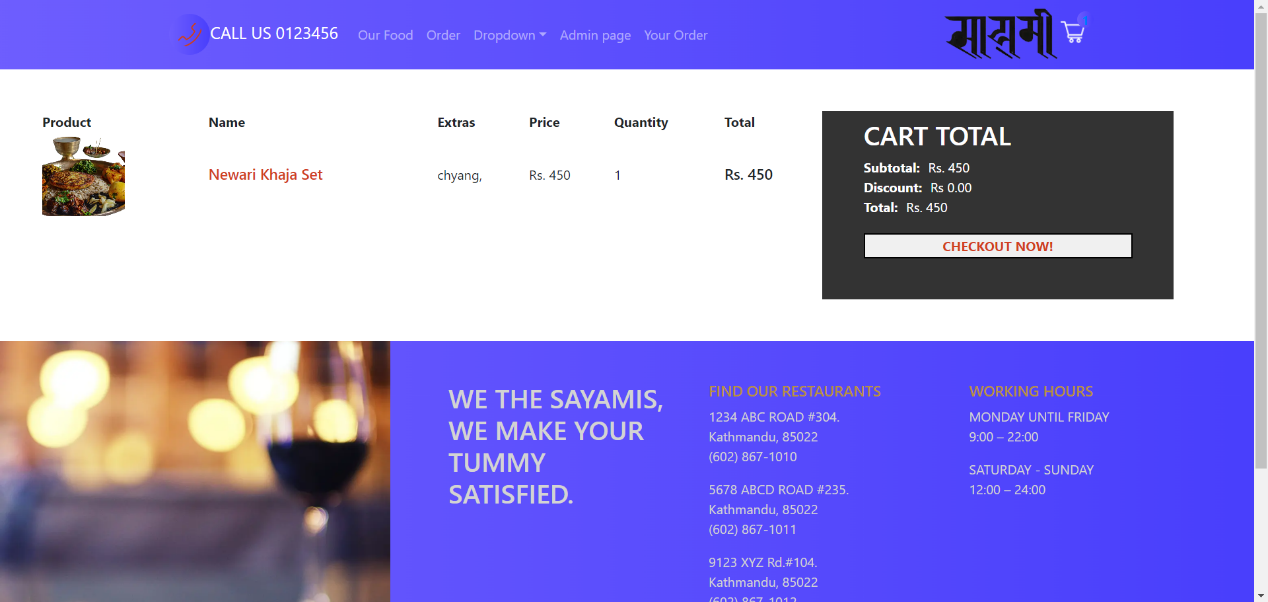 CALL US 0123456
Our Food
Order
Dropdown
Admin page
Your Order
Product Name Extras Price Quantity Total
Newari Khaja Set chyang, Rs. 450 1 Rs. 450
CART TOTAL
Subtotal: Rs. 450
Discount: Rs 0.00
Total: Rs. 450
CHECKOUT NOW!
WE THE SAYAMIS,
WE MAKE YOUR
TUMMY
SATISFIED.
FIND OUR RESTAURANTS
1234 ABC ROAD #304.
Kathmandu, 85022
(602) 867-1010
5678 ABCD ROAD #235.
Kathmandu, 85022
(602) 867-1011
9123 XYZ Rd.#104.
Kathmandu, 85022
(602) 867-1012
WORKING HOURS
MONDAY UNTIL FRIDAY
9:00 – 22:00
SATURDAY - SUNDAY
12:00 – 24:00